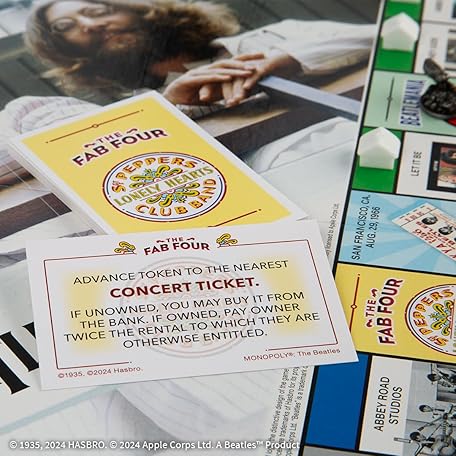 THE
FAB FOUR
SGT. PEPPERS
LONELY HEARTS
CLUB BAND
THE
FAB FOUR
ADVANCE TOKEN TO THE NEAREST
CONCERT TICKET.
IF UNOWNED, YOU MAY BUY IT FROM
THE BANK. IF OWNED, PAY OWNER
TWICE THE RENTAL TO WHICH THEY ARE
OTHERWISE ENTITLED.
©1935, ©2024 Hasbro.
MONOPOLY®: The Beatles
BEATLEMANIA
LET IT BE
SAN FRANCISCO, CA
AUG. 29, 1966
THE
FAB FOUR
LONELY HEARTS
ABBEY ROAD
STUDIOS
© 1935, 2024 HASBRO. © 2024 Apple Corps Ltd. A Beatles™ Product